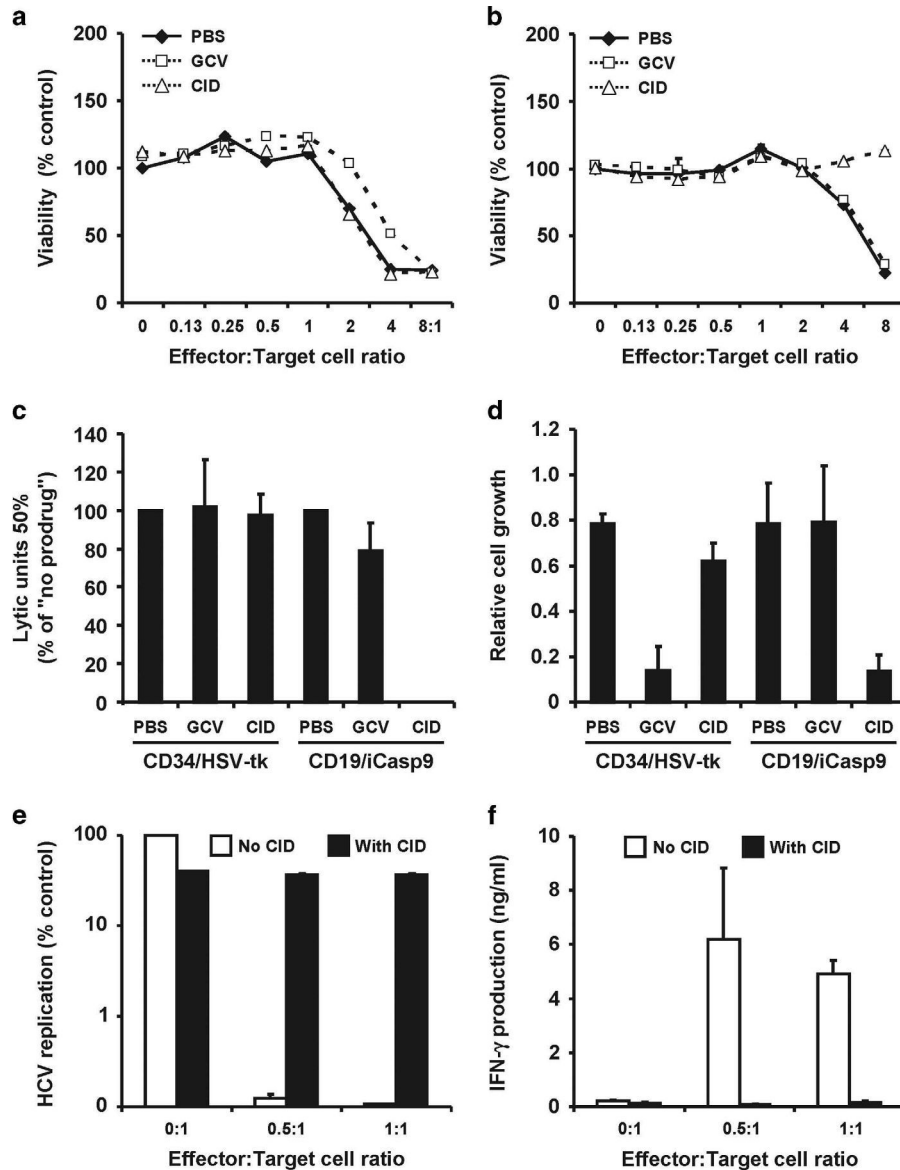 a
200
150
100
50
0
Viability (% control)
PBS
GCV
CID
0 0.13 0.25 0.5 1 2 4 8:1
Effector:Target cell ratio
b
200
150
100
50
0
Viability (% control)
PBS
GCV
CID
0 0.13 0.25 0.5 1 2 4 8
Effector:Target cell ratio
c
140
120
100
80
60
40
20
0
Lytic units 50%
(% of "no prodrug")
PBS GCV CID PBS GCV CID
CD34/HSV-tk CD19/iCasp9
d
1.2
1.0
0.8
0.6
0.4
0.2
0
Relative cell growth
PBS GCV CID PBS GCV CID
CD34/HSV-tk CD19/iCasp9
e
100
10
1
0
HCV replication (% control)
No CID With CID
0:1 0.5:1 1:1
Effector:Target cell ratio
f
10
8
6
4
2
0
IFN-γ production (ng/ml)
No CID With CID
0:1 0.5:1 1:1
Effector:Target cell ratio